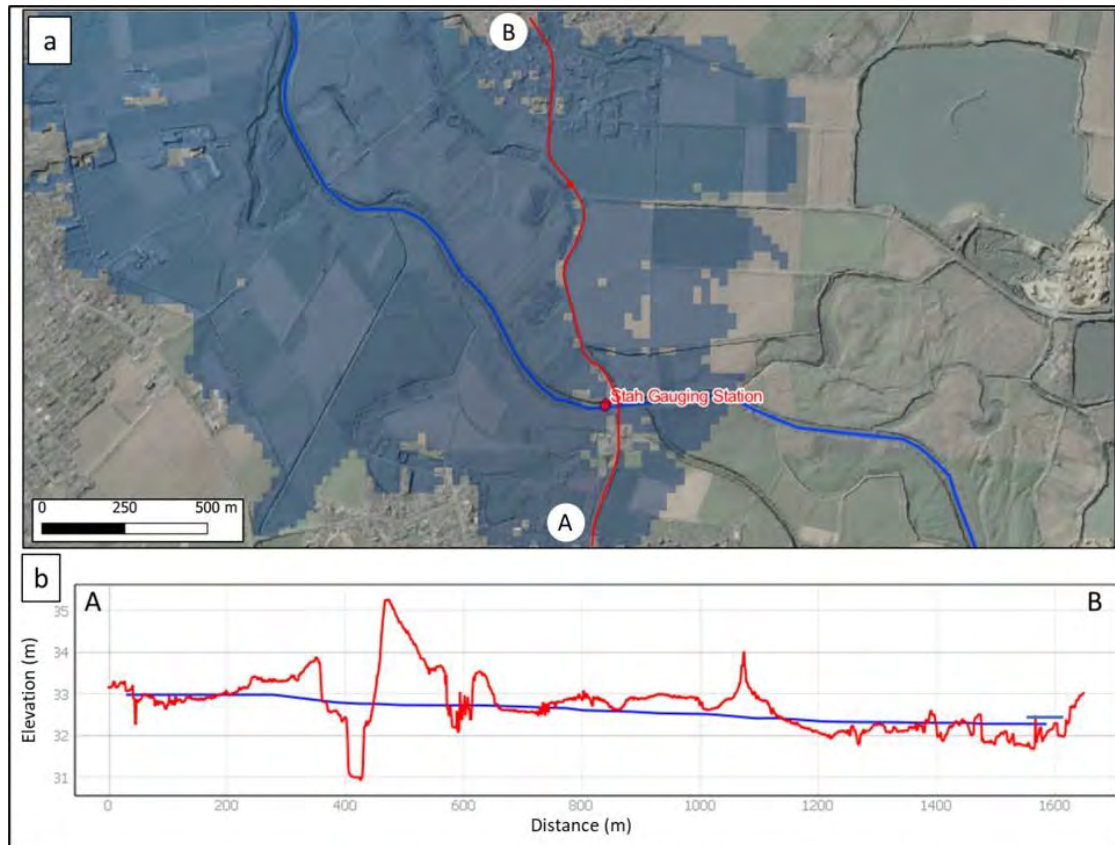 a
B
Stah Gauging Station
0 250 500 m
A
b
A
B
Elevation (m)
35
34
33
32
31
0 200 400 600 800 1000 1200 1400 1600
Distance (m)